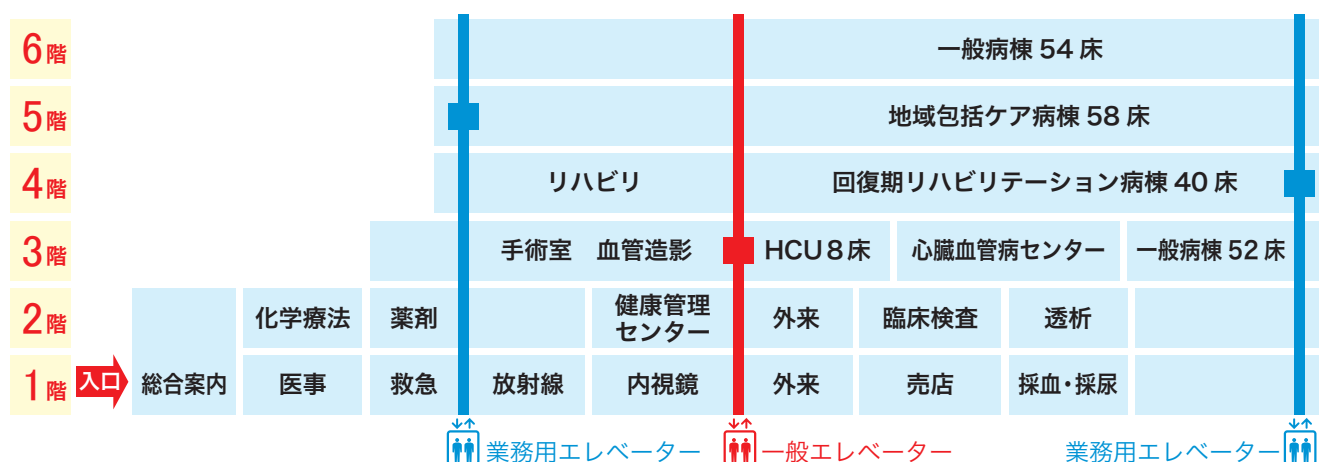 6階
一般病棟 54 床
5階
地域包括ケア病棟 58 床
4階
リハビリ
回復期リハビリテーション病棟 40 床
3階
手術室 血管造影
HCU 8 床
心臓血管病センター
一般病棟 52 床
2階
化学療法
薬剤
健康管理
センター
外来
臨床検査
透析
1階
入口
総合案内
医事
救急
放射線
内視鏡
外来
売店
採血・採尿
業務用エレベーター
一般エレベーター
業務用エレベーター